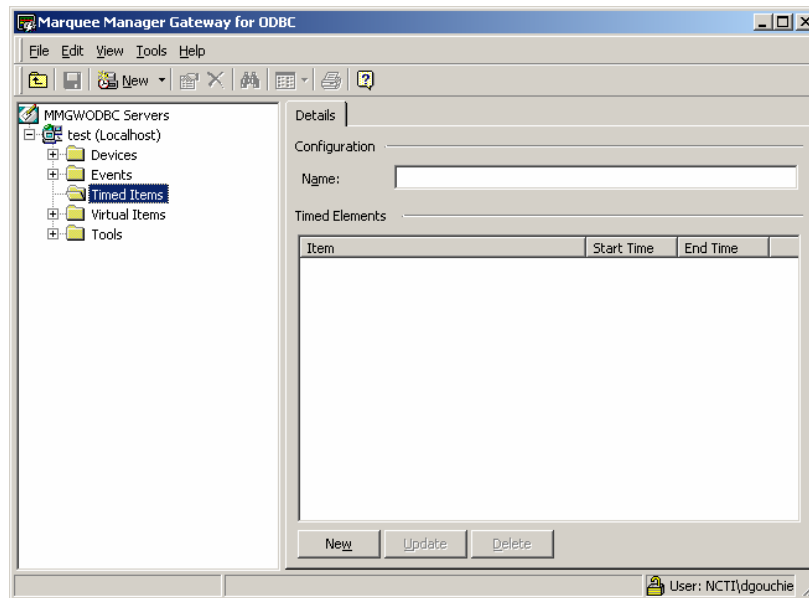 Marquee Manager Gateway for ODBC
File Edit View Tools Help
New
MMGWODBC Servers
test (Localhost)
Devices
Events
Timed Items
Virtual Items
Tools
Details
Configuration
Name:
Timed Elements
Item Start Time End Time
New Update Delete
User: NCTI\dgouchie